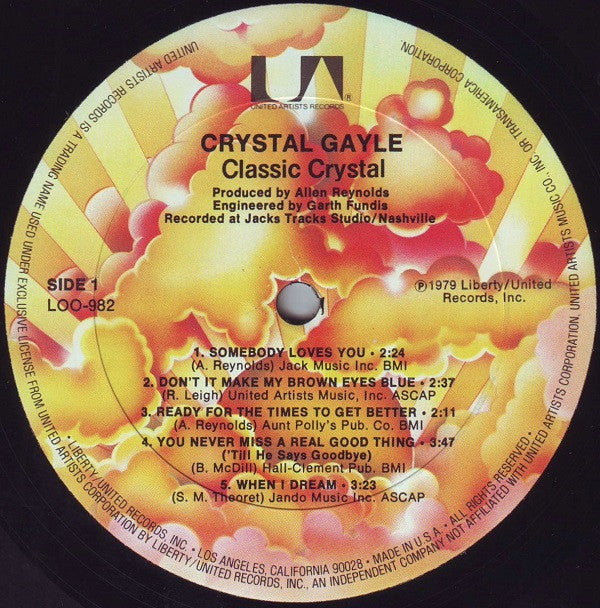 UA®
UNITED ARTISTS RECORDS
CRYSTAL GAYLE
Classic Crystal
Produced by Allen Reynolds
Engineered by Garth Fundis
Recorded at Jacks Tracks Studio/Nashville
SIDE 1
LOO-982
℗1979 Liberty/United
Records, Inc.
1. SOMEBODY LOVES YOU • 2:24
(A. Reynolds) Jack Music Inc. BMI
2. DON'T IT MAKE MY BROWN EYES BLUE • 2:37
(R. Leigh) United Artists Music, Inc. ASCAP
3. READY FOR THE TIMES TO GET BETTER • 2:11
(A. Reynolds) Aunt Polly's Pub. Co. BMI
4. YOU NEVER MISS A REAL GOOD THING • 3:47
('Till He Says Goodbye)
(B. McDill) Hall-Clement Pub. BMI
5. WHEN I DREAM • 3:23
(S. M. Theoret) Jando Music Inc. ASCAP
• LIBERTY/UNITED RECORDS, INC. • LOS ANGELES, CALIFORNIA 90028 • MADE IN U.S.A. • ALL RIGHTS RESERVED •
UNITED ARTISTS RECORDS IS A TRADING NAME USED UNDER EXCLUSIVE LICENSE FROM UNITED ARTISTS CORPORATION BY LIBERTY/UNITED RECORDS, INC., AN INDEPENDENT COMPANY NOT AFFILIATED WITH UNITED ARTISTS CORPORATION, UNITED ARTISTS MUSIC CO., INC. OR TRANSAMERICA CORPORATION